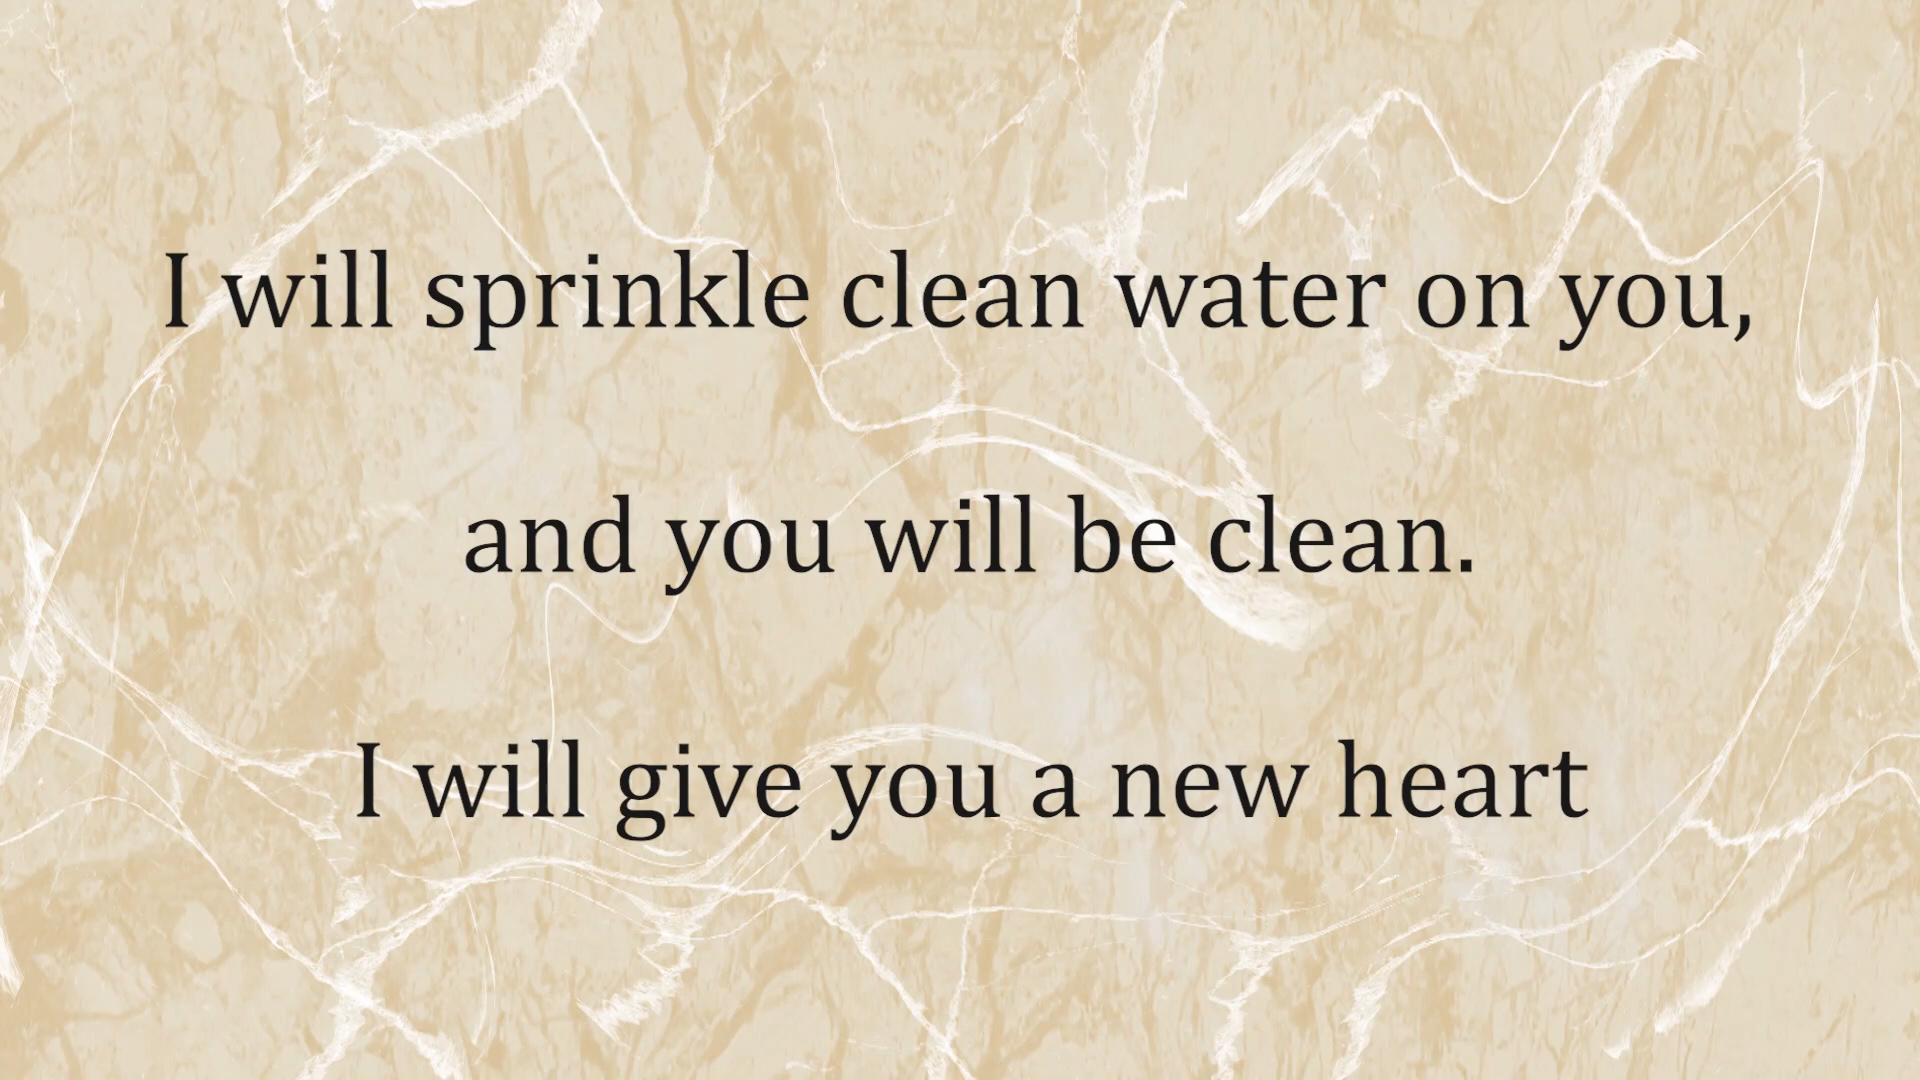 I will sprinkle clean water on you,
and you will be clean.
I will give you a new heart